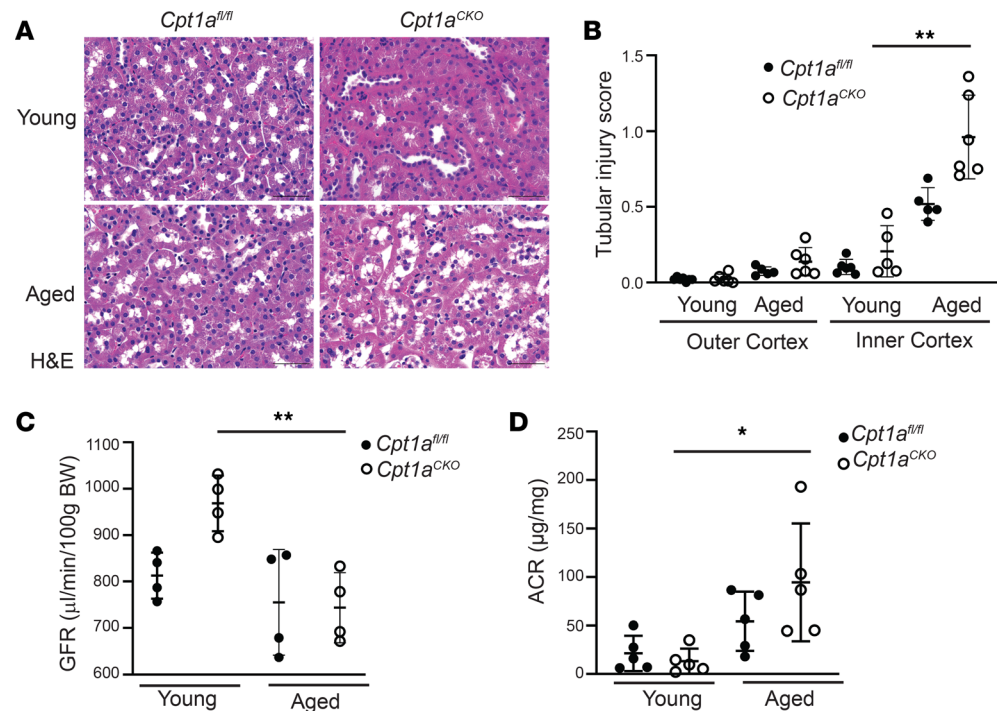 A
Cpt1a^fl/fl
Cpt1a^CKO
Young
Aged
H&E
B
**
Cpt1a^fl/fl
Cpt1a^CKO
Tubular injury score
1.5
1.0
0.5
0.0
Young Aged Young Aged
Outer Cortex Inner Cortex
C
**
Cpt1a^fl/fl
Cpt1a^CKO
GFR (µl/min/100g BW)
1100
1000
900
800
700
600
Young Aged
D
*
Cpt1a^fl/fl
Cpt1a^CKO
ACR (µg/mg)
250
200
150
100
50
0
Young Aged